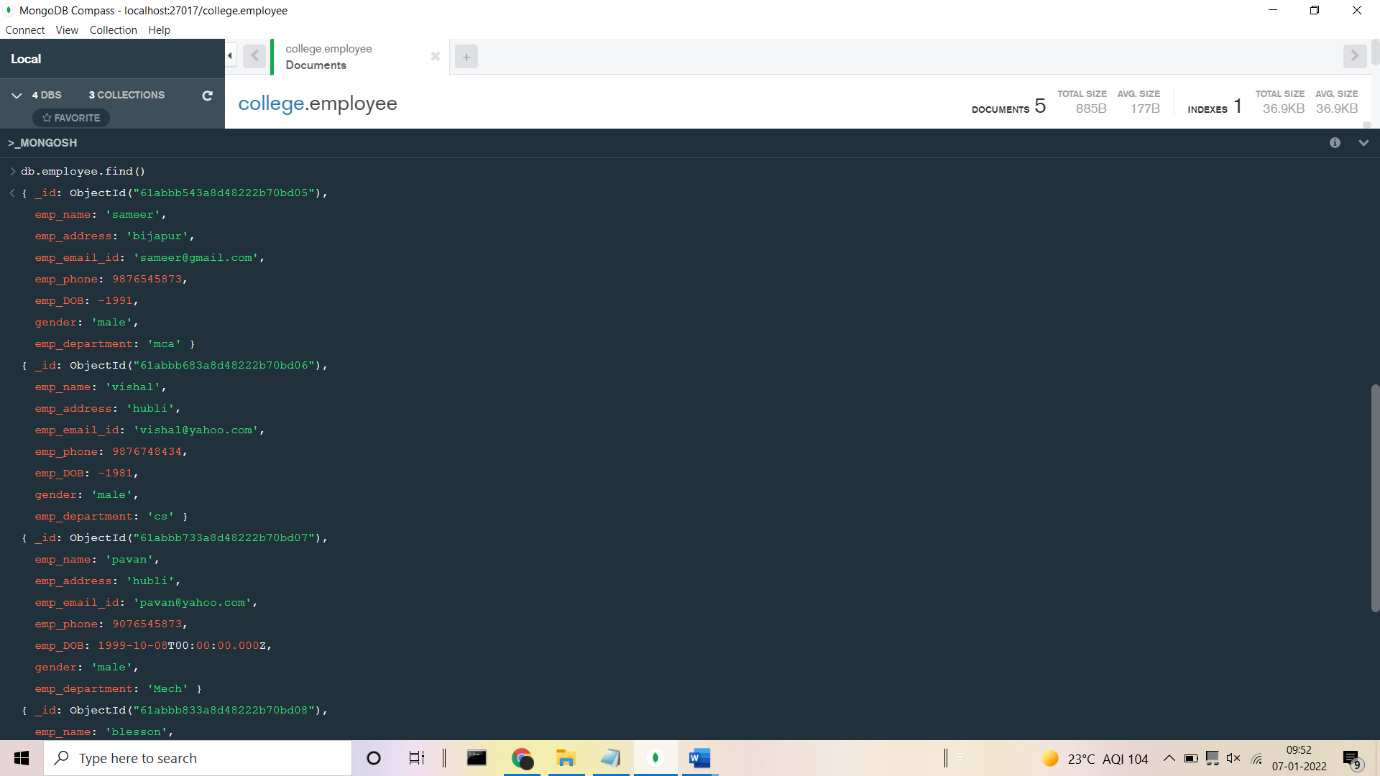 MongoDB Compass - localhost:27017/college.employee
Connect View Collection Help
Local
college.employee
Documents
+
4 DBS 3 COLLECTIONS
FAVORITE
college.employee
DOCUMENTS 5
TOTAL SIZE AVG. SIZE
885B 177B
INDEXES 1
TOTAL SIZE AVG. SIZE
36.9KB 36.9KB
>_MONGOSH
> db.employee.find()
< { _id: ObjectId("61abbb543a8d48222b70bd05"),
emp_name: 'sameer',
emp_address: 'bijapur',
emp_email_id: 'sameer@gmail.com',
emp_phone: 9876545873,
emp_DOB: -1991,
gender: 'male',
emp_department: 'mca' }
{ _id: ObjectId("61abbb683a8d48222b70bd06"),
emp_name: 'vishal',
emp_address: 'hubli',
emp_email_id: 'vishal@yahoo.com',
emp_phone: 9876748434,
emp_DOB: -1981,
gender: 'male',
emp_department: 'cs' }
{ _id: ObjectId("61abbb733a8d48222b70bd07"),
emp_name: 'pavan',
emp_address: 'hubli',
emp_email_id: 'pavan@yahoo.com',
emp_phone: 9076545873,
emp_DOB: 1999-10-08T00:00:00.000Z,
gender: 'male',
emp_department: 'Mech' }
{ _id: ObjectId("61abbb833a8d48222b70bd08"),
emp_name: 'blesson',
Type here to search
W
23°C AQI 104
09:52
07-01-2022
9